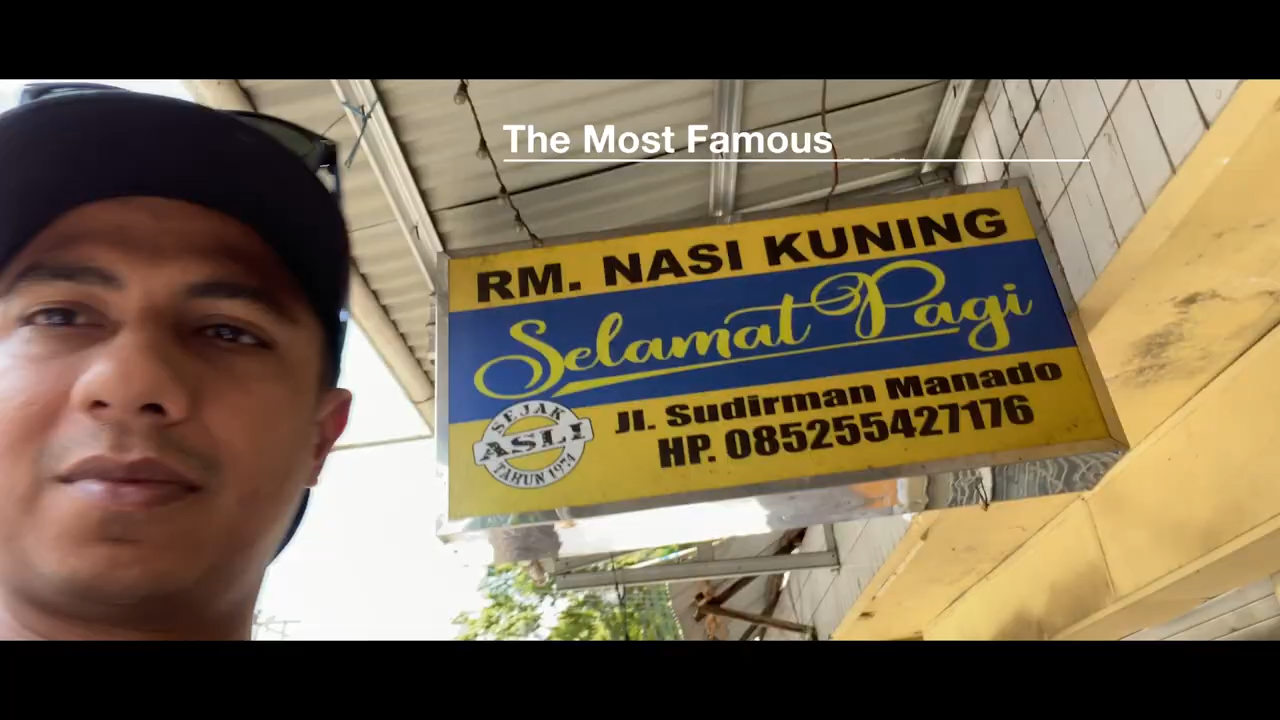 The Most Famous
RM. NASI KUNING
Selamat Pagi
Jl. Sudirman Manado
HP. 085255427176
SEJAK
ASLI
TAHUN 1974